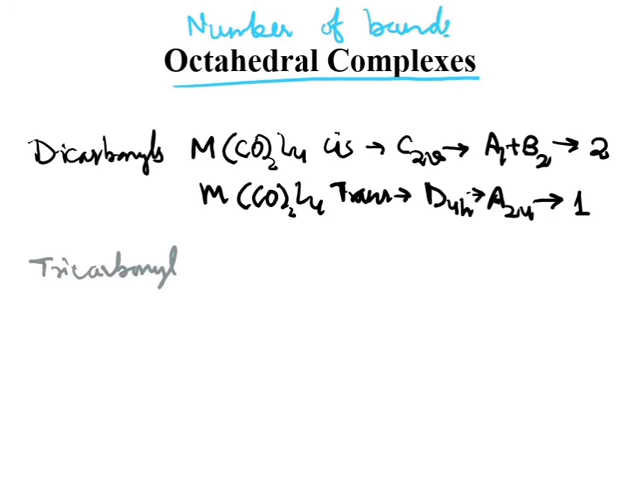 Number of bands
Octahedral Complexes
Dicarbonyls M(CO)₂L₄ cis → C₂ᵥ → A₁+B₂ → 2
M(CO)₂L₄ Trans → D₄h → A₂u → 1
Tricarbonyl